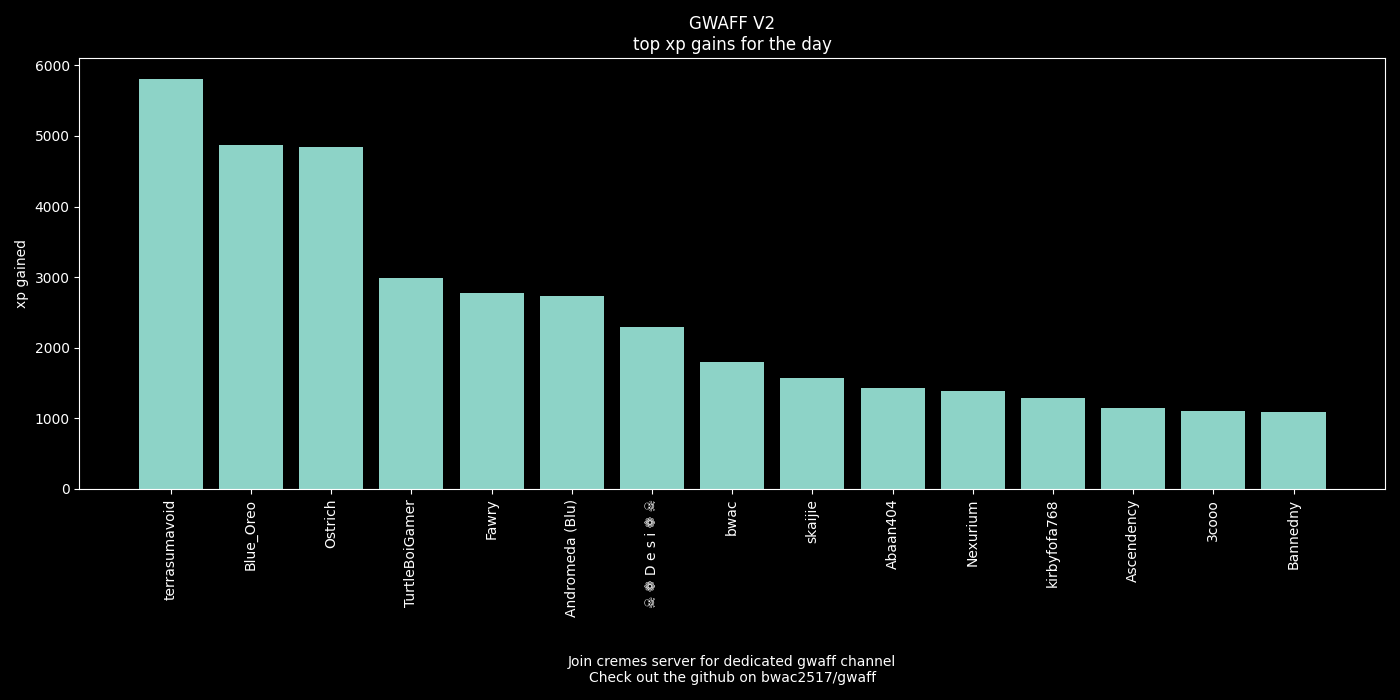 GWAFF V2
top xp gains for the day
6000
5000
4000
3000
2000
1000
0
xp gained
terrasumavoid
Blue_Oreo
Ostrich
TurtleBoiGamer
Fawry
Andromeda (Blu)
☠ ❁ D e s i ❁ ☠
bwac
skaijie
Abaan404
Nexurium
kirbyfofa768
Ascendency
3cooo
Bannedny
Join cremes server for dedicated gwaff channel
Check out the github on bwac2517/gwaff